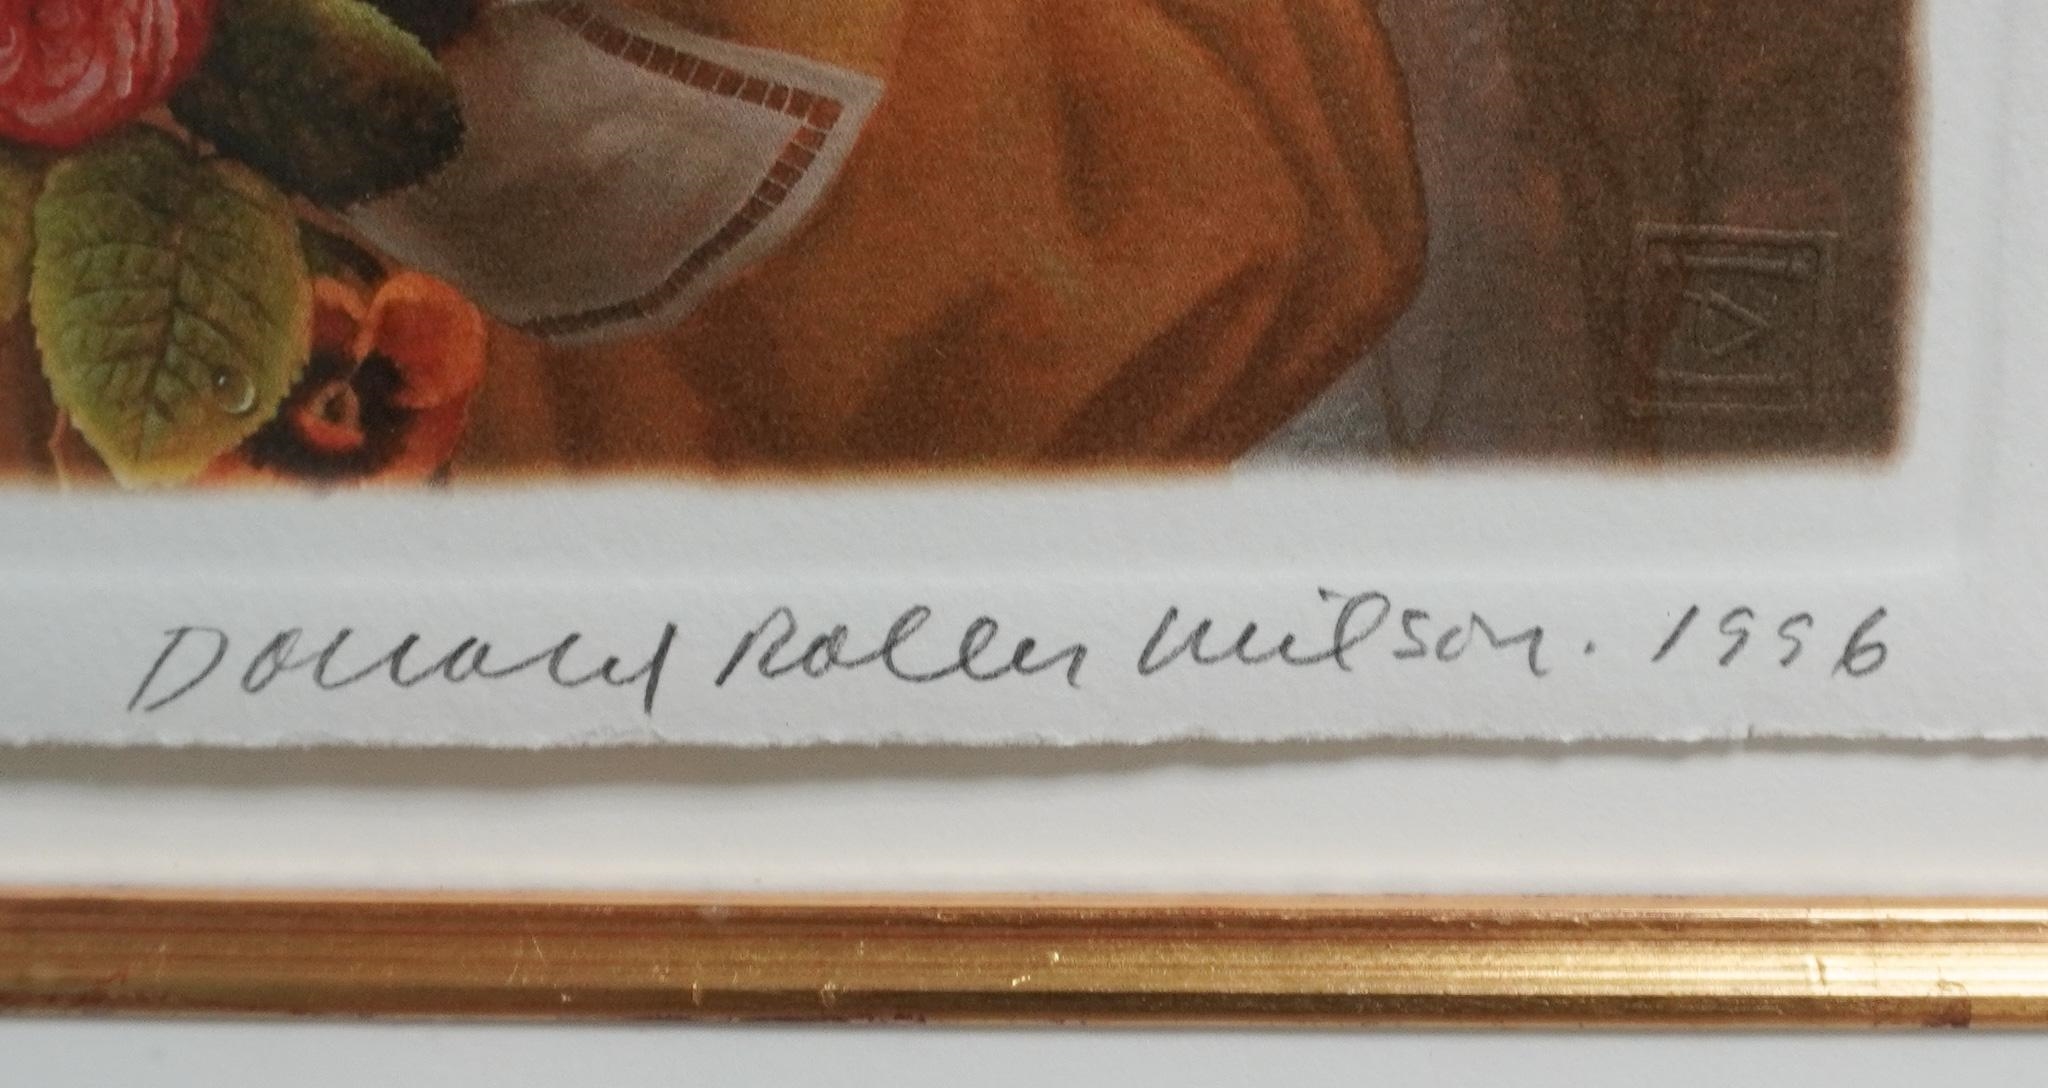 Donald Roller Wilson. 1996